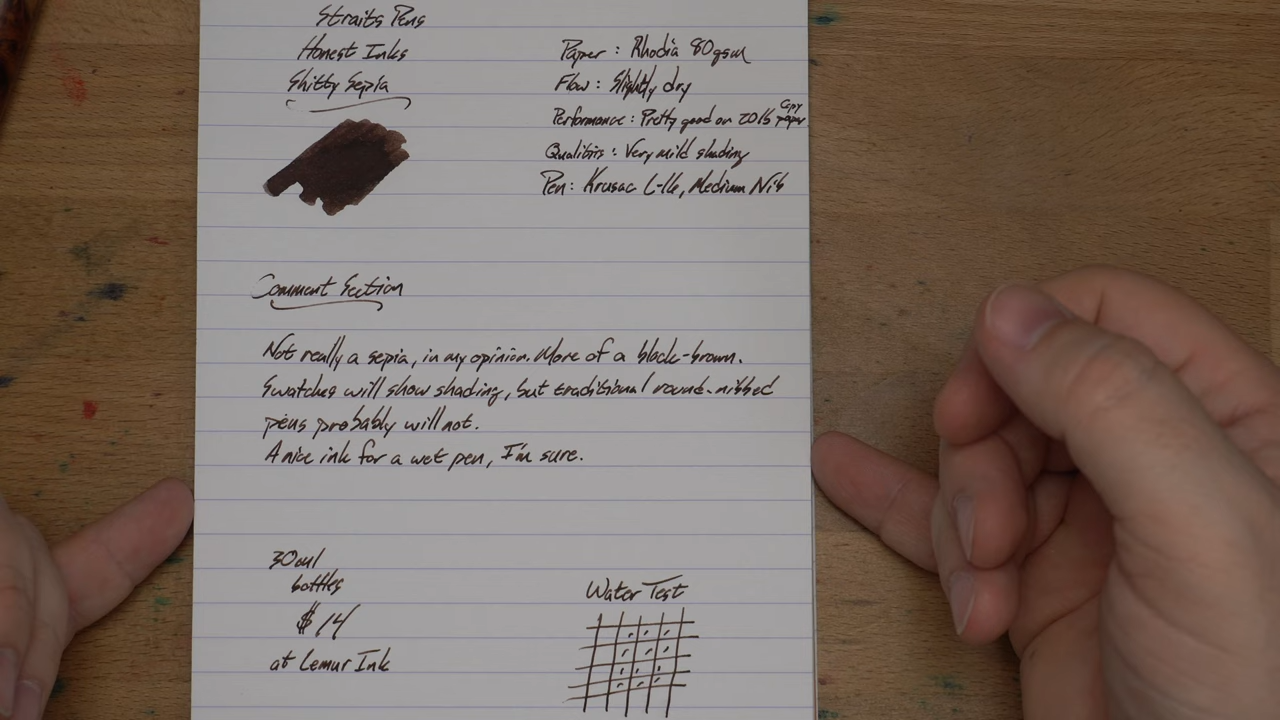 Straits Pens
Honest Inks
Shitty Sepia
Paper: Rhodia 80gsm
Flow: Slightly dry
Performance: Pretty good on 20lb copy paper
Qualities: Very mild shading
Pen: Krusac L-16, Medium Nib
Comment Section
Not really a sepia, in my opinion. More of a black-brown.
Swatches will show shading, but traditional round-nibbed
pens probably will not.
A nice ink for a wet pen, I'm sure.
30ml
bottles
$14
at Lemur Ink
Water Test